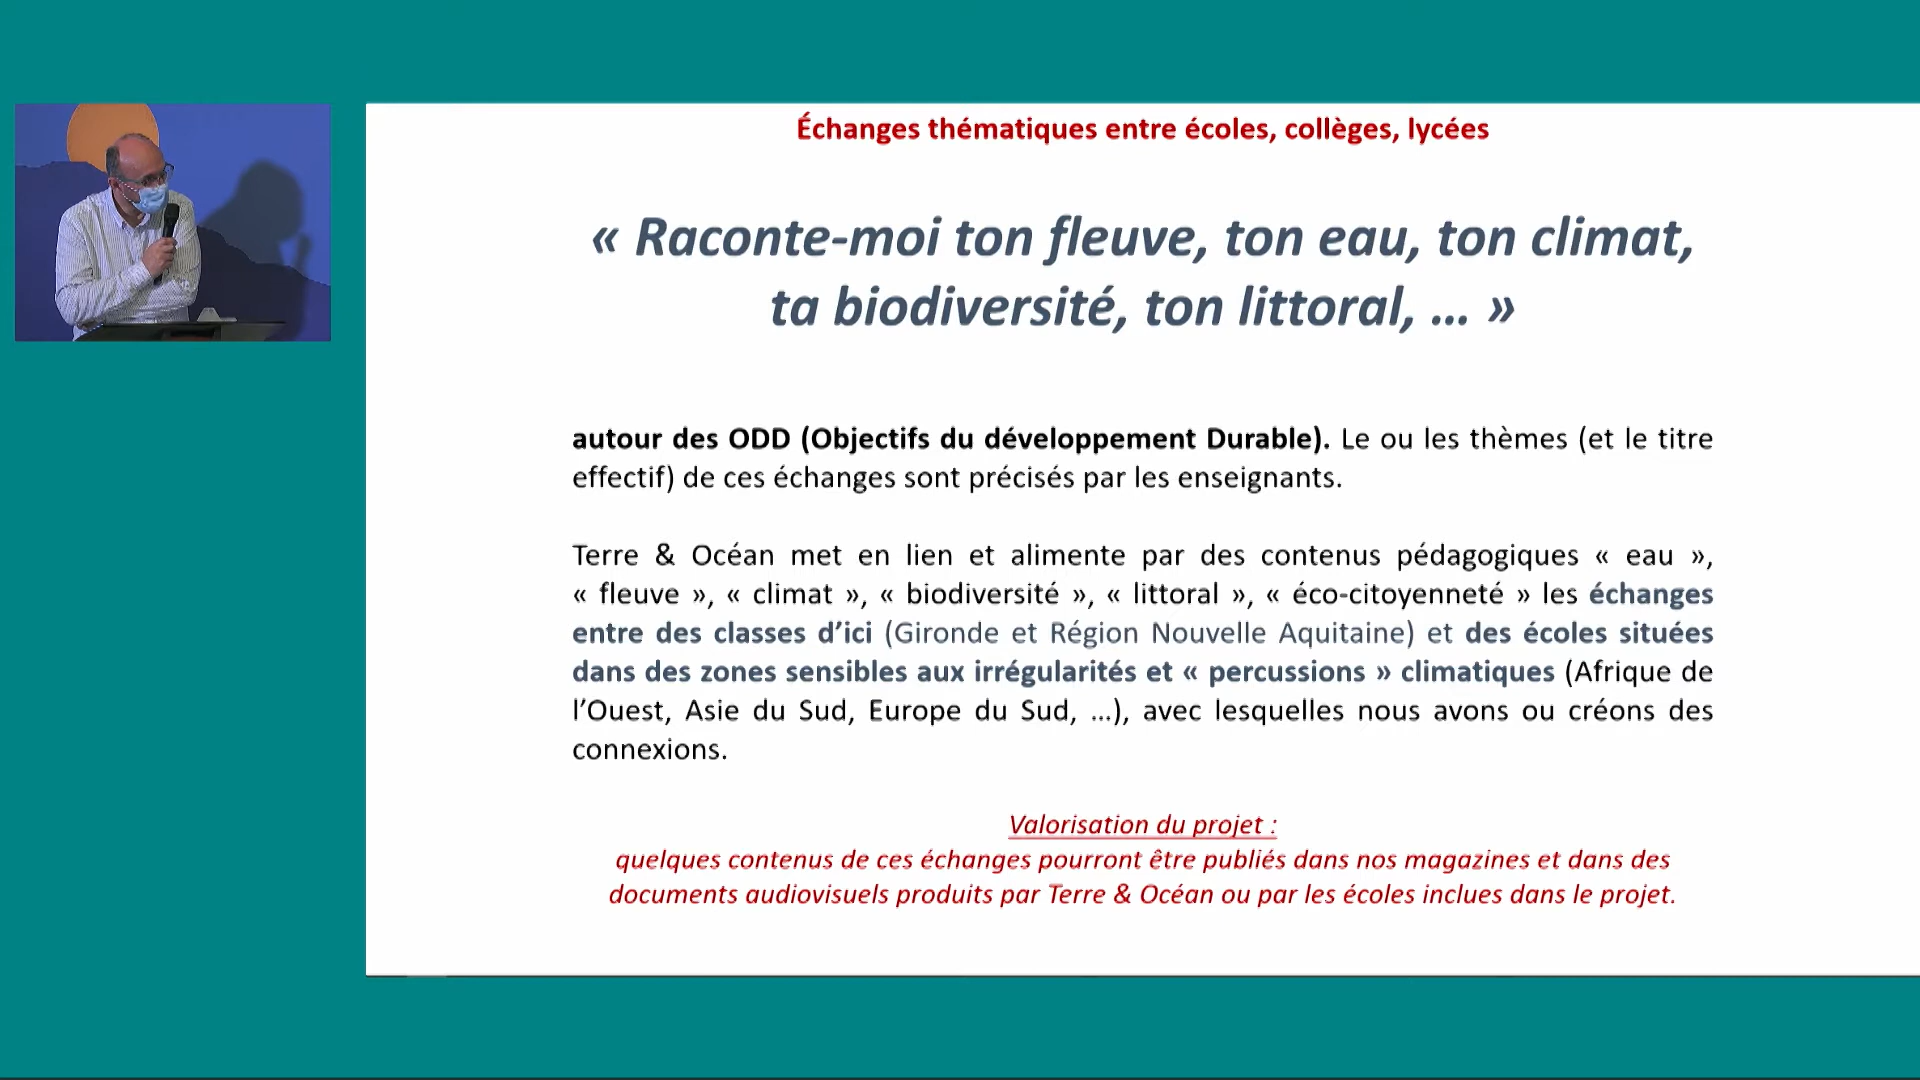 Échanges thématiques entre écoles, collèges, lycées
« Raconte-moi ton fleuve, ton eau, ton climat,
ta biodiversité, ton littoral, ... »
autour des ODD (Objectifs du développement Durable). Le ou les thèmes (et le titre
effectif) de ces échanges sont précisés par les enseignants.
Terre & Océan met en lien et alimente par des contenus pédagogiques « eau »,
« fleuve », « climat », « biodiversité », « littoral », « éco-citoyenneté » les échanges
entre des classes d’ici (Gironde et Région Nouvelle Aquitaine) et des écoles situées
dans des zones sensibles aux irrégularités et « percussions » climatiques (Afrique de
l’Ouest, Asie du Sud, Europe du Sud, ...), avec lesquelles nous avons ou créons des
connexions.
Valorisation du projet :
quelques contenus de ces échanges pourront être publiés dans nos magazines et dans des
documents audiovisuels produits par Terre & Océan ou par les écoles inclues dans le projet.